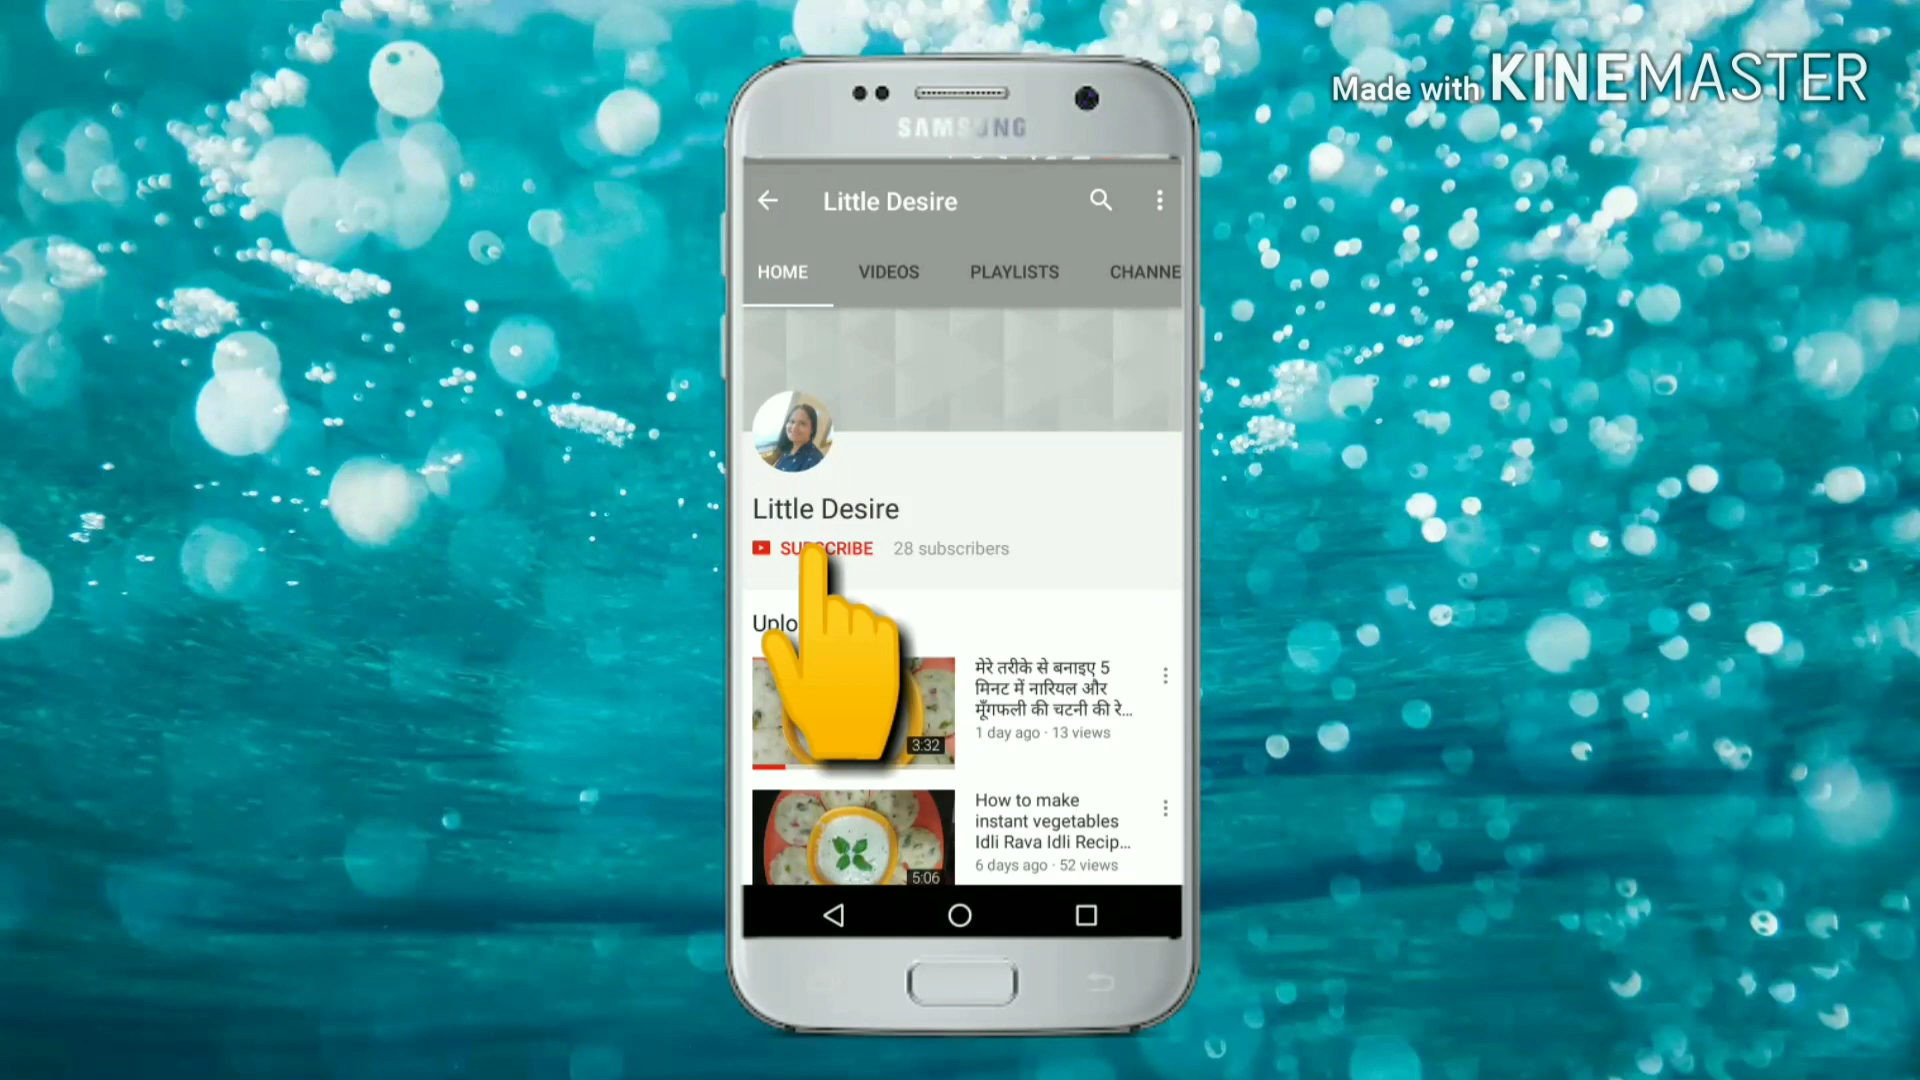 Made with KINEMASTER
SAMSUNG
Little Desire
HOME VIDEOS PLAYLISTS CHANNE
Little Desire
SUBSCRIBE 28 subscribers
Uplo
मेरे तरीके से बनाइए 5
मिनट में नारियल और
मूँगफली की चटनी की रे...
1 day ago · 13 views
3:32
How to make
instant vegetables
Idli Rava Idli Recip...
6 days ago · 52 views
5:06